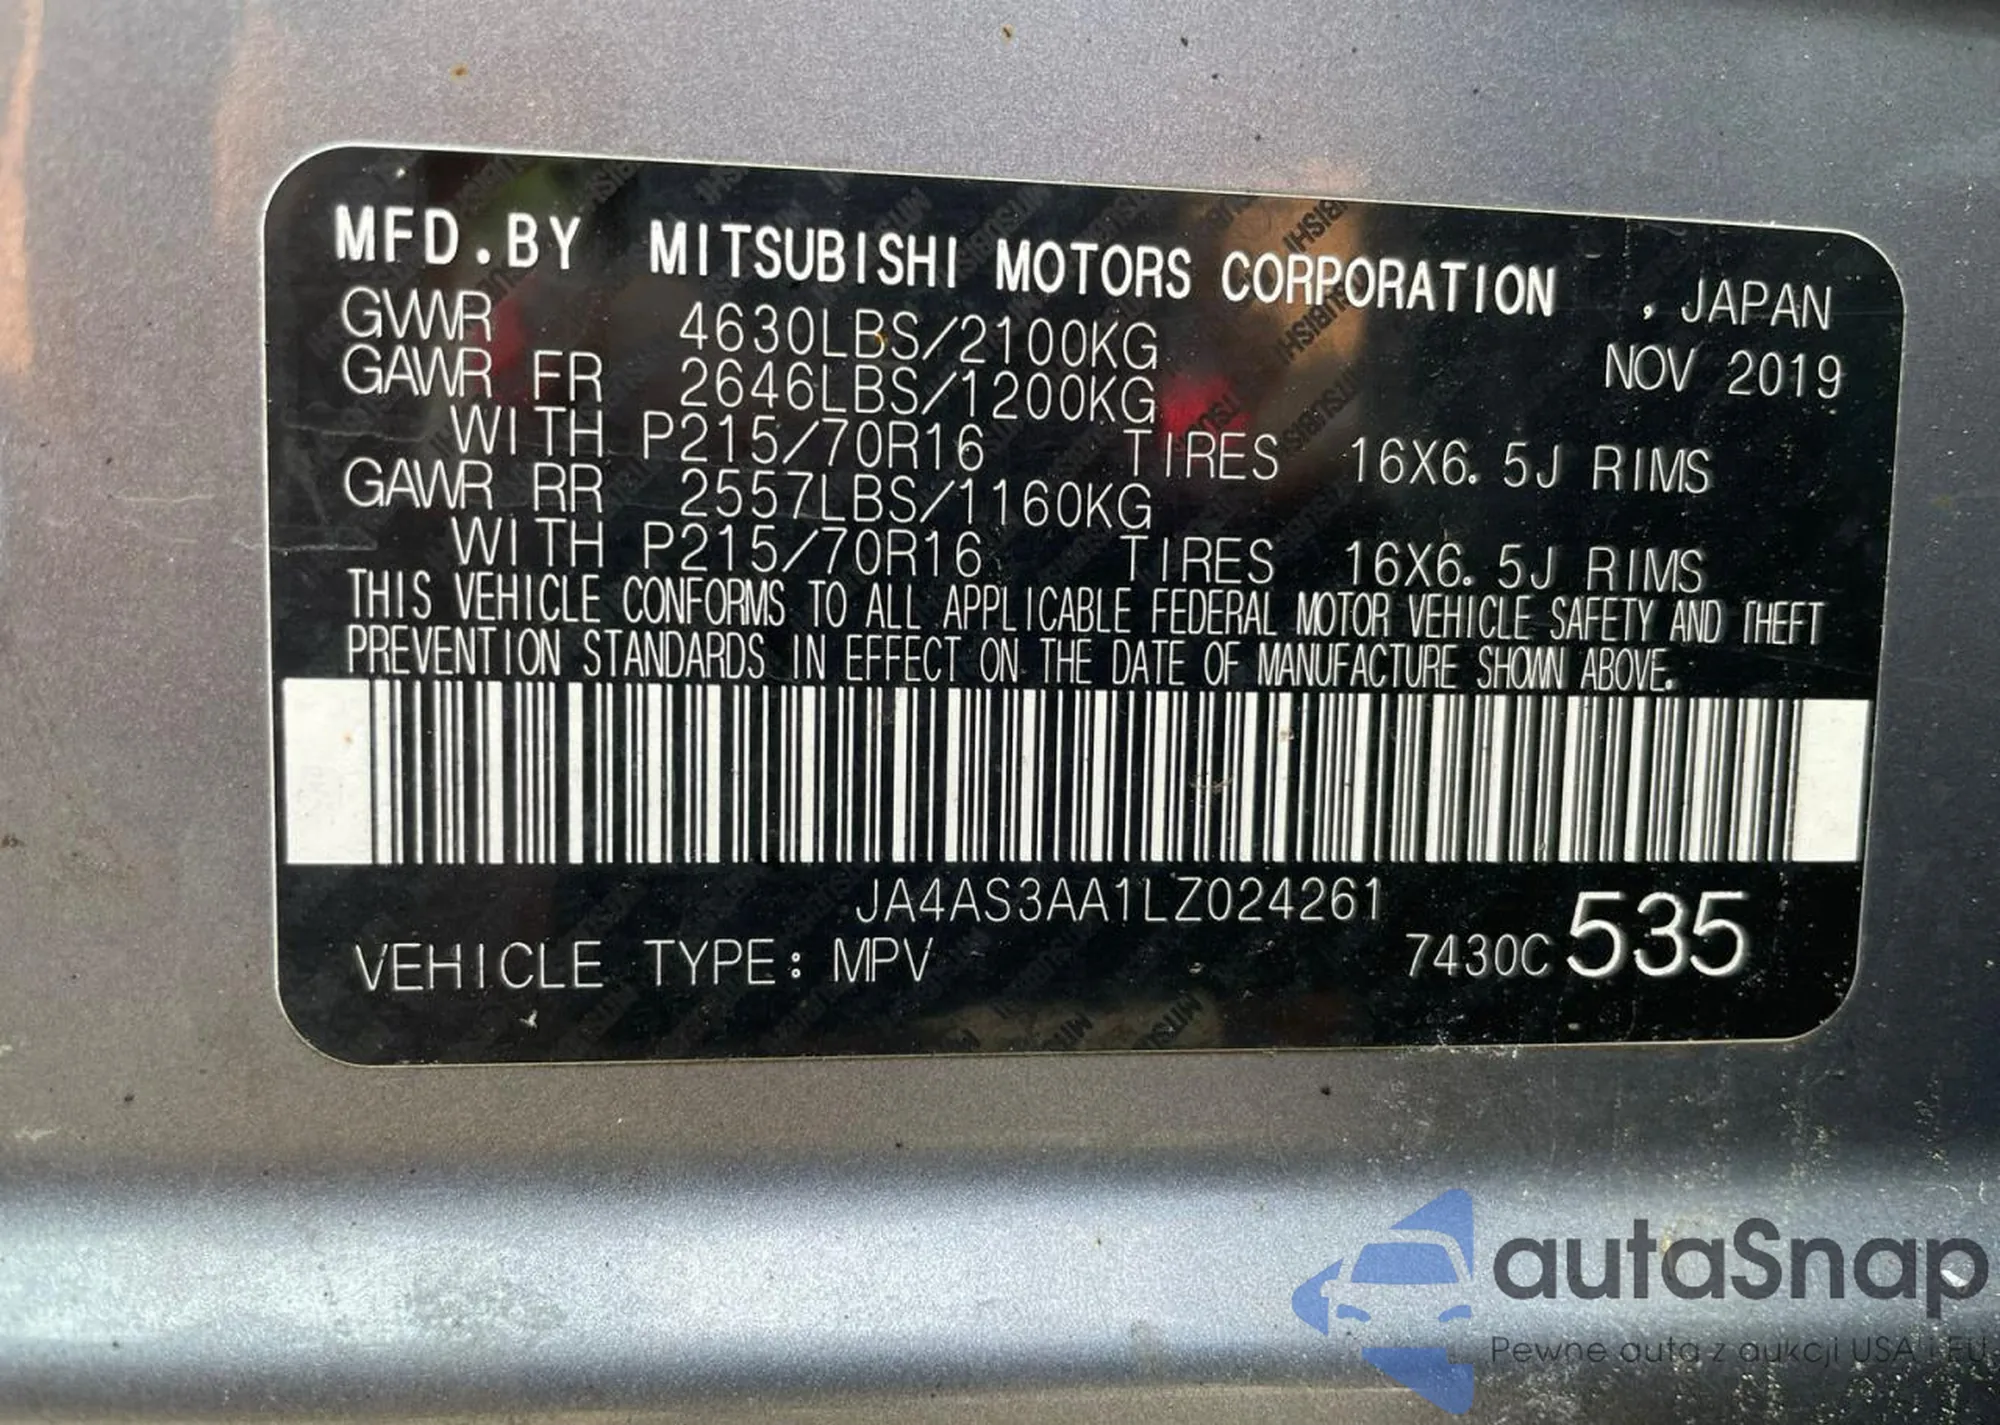 MFD.BY MITSUBISHI MOTORS CORPORATION , JAPAN
GVWR 4630LBS/2100KG NOV 2019
GAWR FR 2646LBS/1200KG
WITH P215/70R16 TIRES 16X6.5J RIMS
GAWR RR 2557LBS/1160KG
WITH P215/70R16 TIRES 16X6.5J RIMS
THIS VEHICLE CONFORMS TO ALL APPLICABLE FEDERAL MOTOR VEHICLE SAFETY AND THEFT
PREVENTION STANDARDS IN EFFECT ON THE DATE OF MANUFACTURE SHOWN ABOVE.
JA4AS3AA1LZ024261
VEHICLE TYPE: MPV 7430C 535
autaSnap
Pewne auta z aukcji USA i EU